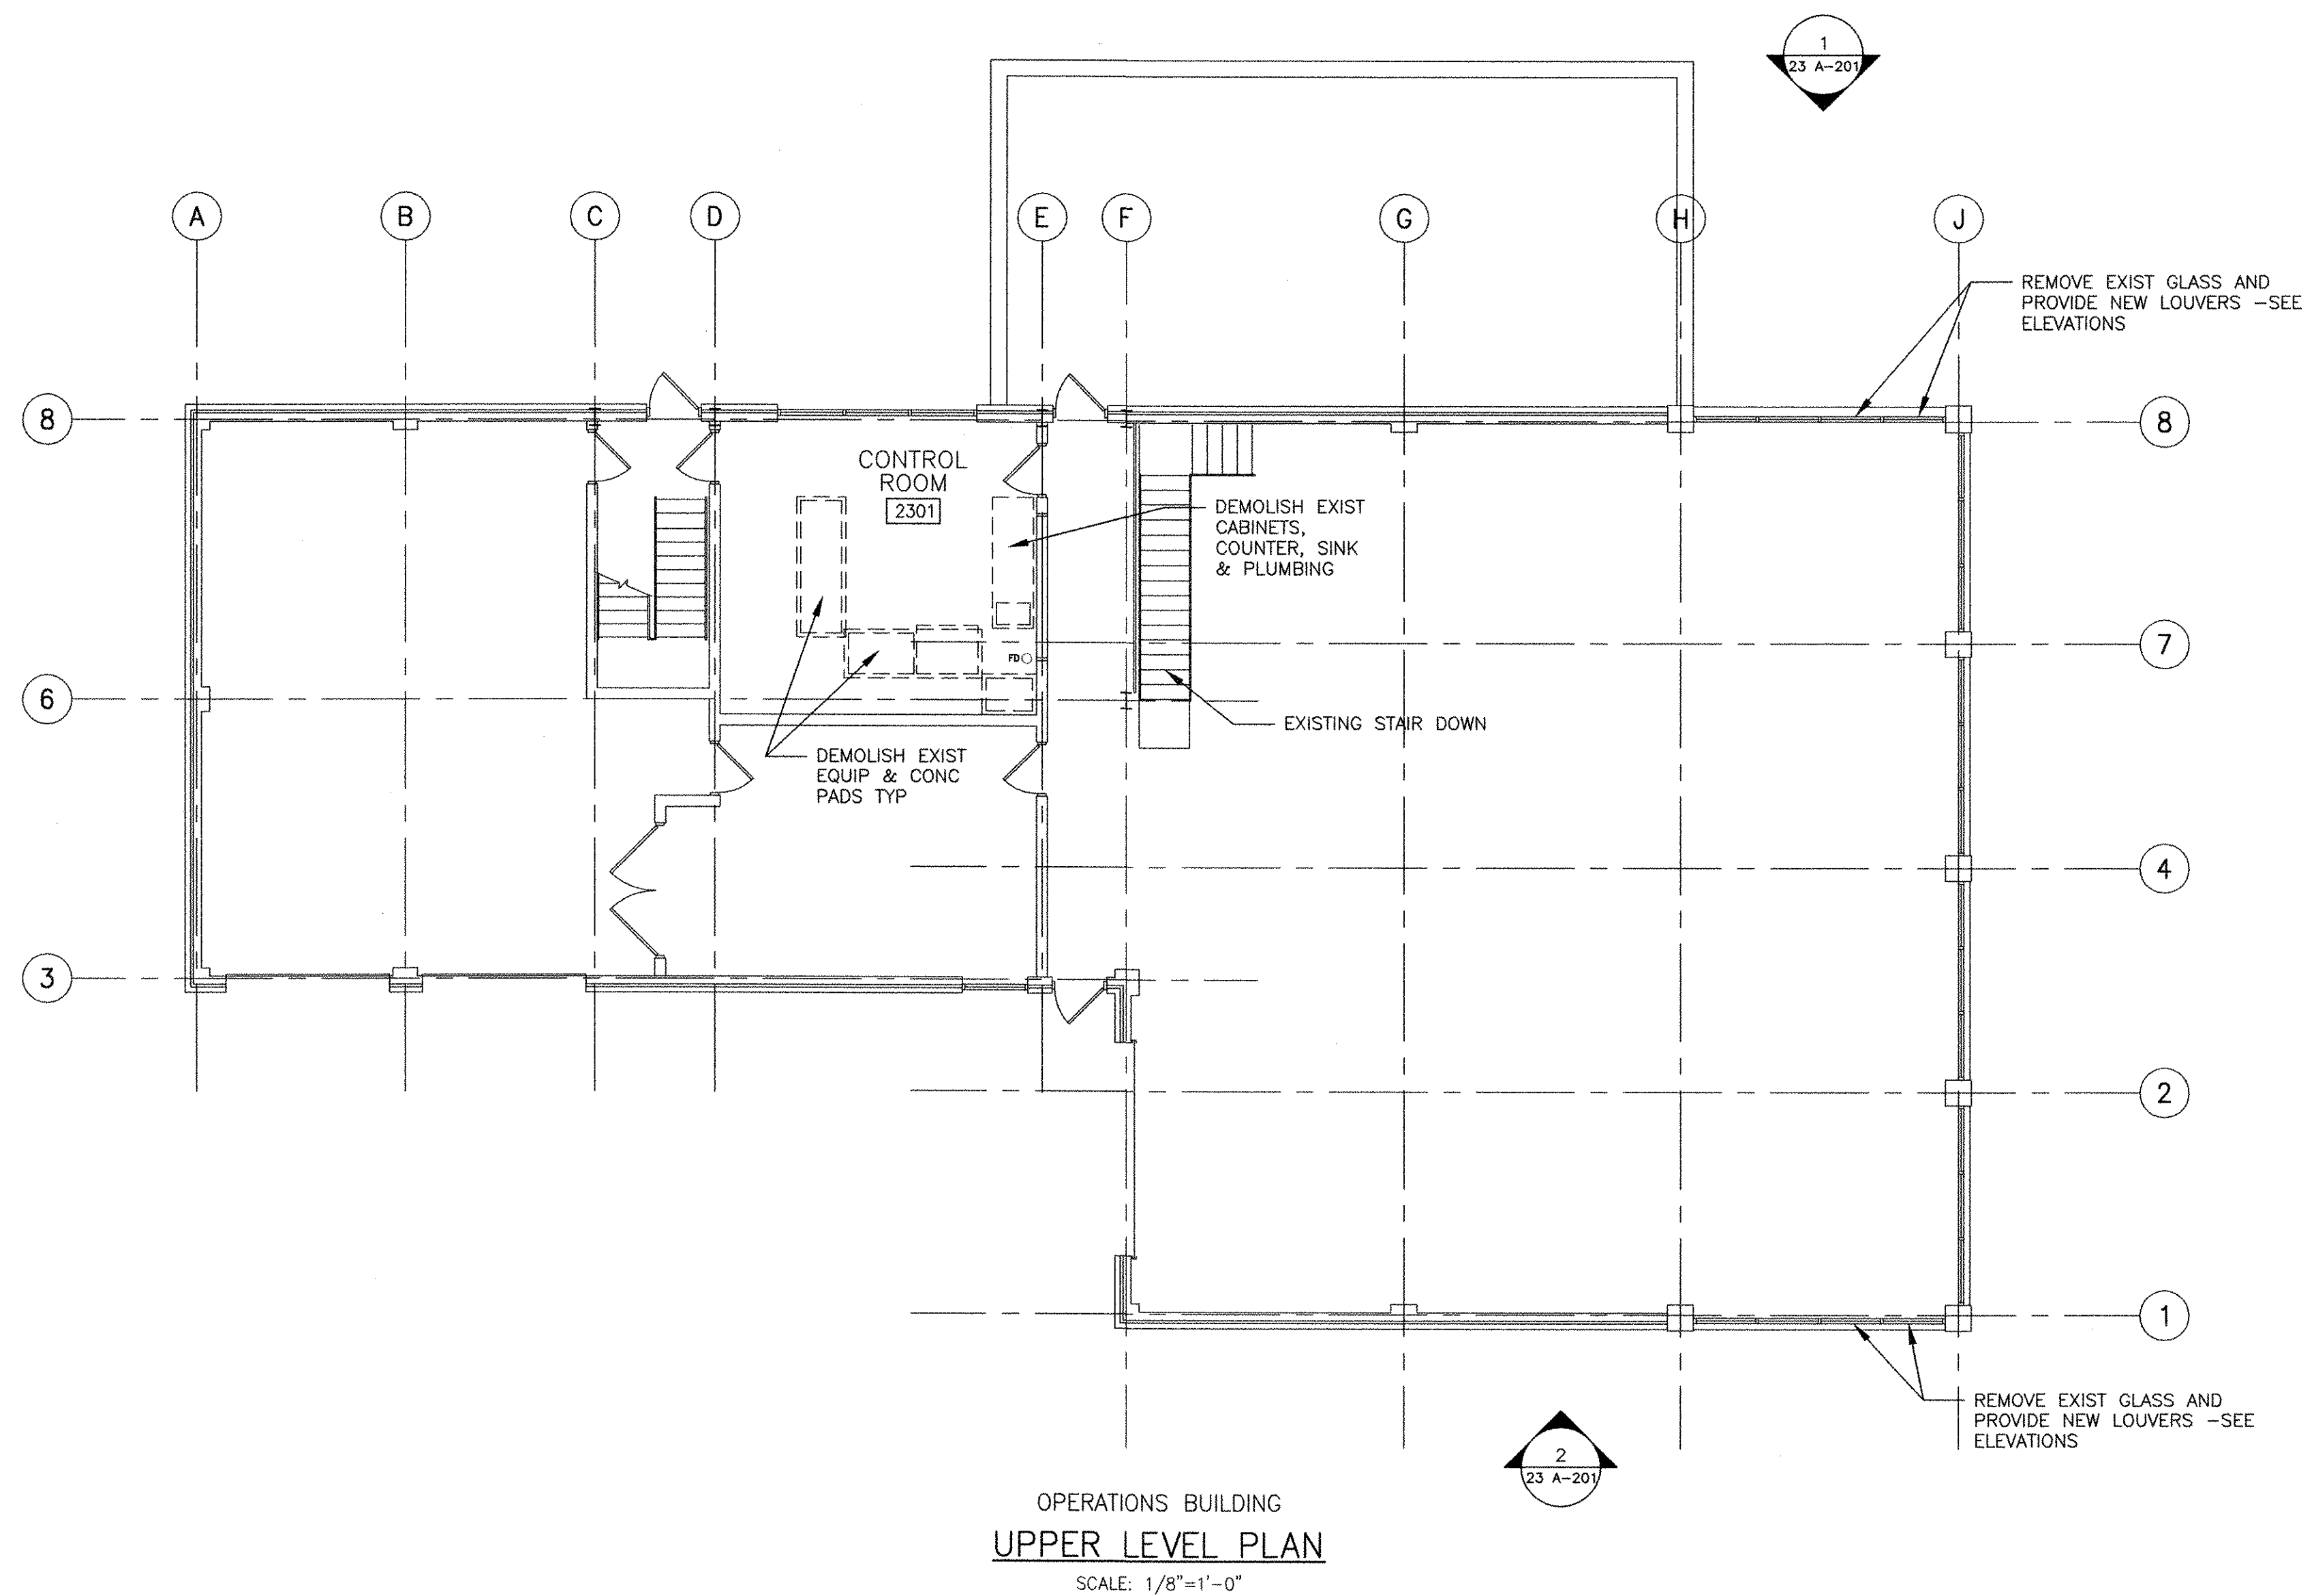 1
23 A-201
A
B
C
D
E
F
G
H
J
REMOVE EXIST GLASS AND
PROVIDE NEW LOUVERS -SEE
ELEVATIONS
8
8
CONTROL
ROOM
2301
DEMOLISH EXIST
CABINETS,
COUNTER, SINK
& PLUMBING
FD
7
6
EXISTING STAIR DOWN
DEMOLISH EXIST
EQUIP & CONC
PADS TYP
4
3
2
1
REMOVE EXIST GLASS AND
PROVIDE NEW LOUVERS -SEE
ELEVATIONS
2
23 A-201
OPERATIONS BUILDING
UPPER LEVEL PLAN
SCALE: 1/8"=1'-0"